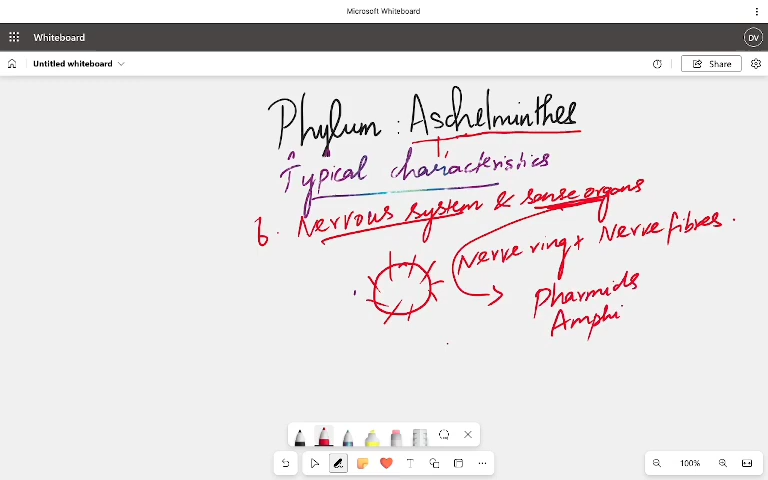 Microsoft Whiteboard
Whiteboard
DV
Untitled whiteboard
Share
Phylum : Aschelminthes
Typical characteristics
6. Nervous system & sense organs
Nerve ring + Nerve fibres.
Pharmids
Amphi
100%